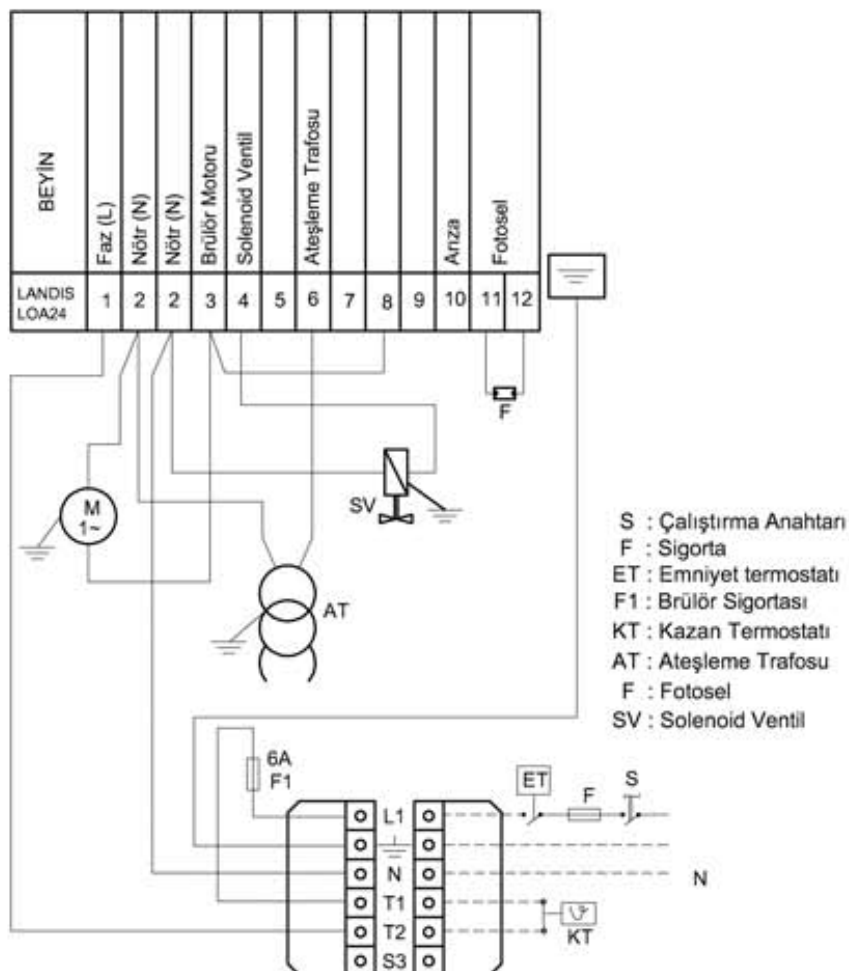 BEYİN
Faz (L)
Nötr (N)
Nötr (N)
Brülör Motoru
Solenoid Ventil
Ateşleme Trafosu
Arıza
Fotosel
LANDIS
LOA24
1
2
2
3
4
5
6
7
8
9
10
11
12
F
M
1~
SV
AT
S : Çalıştırma Anahtarı
F : Sigorta
ET : Emniyet termostatı
F1 : Brülör Sigortası
KT : Kazan Termostatı
AT : Ateşleme Trafosu
F : Fotosel
SV : Solenoid Ventil
6A
F1
ET
F
S
L1
N
N
T1
T2
KT
S3